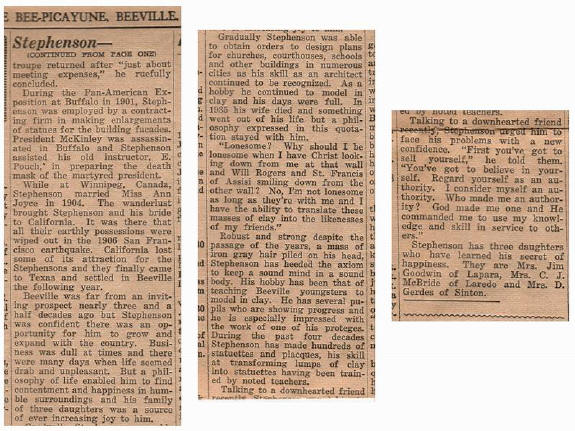 E BEE-PICAYUNE, BEEVILLE,
Stephenson—
(CONTINUED FROM PAGE ONE)
troupe returned after "just about
meeting expenses," he ruefully
concluded.
During the Pan-American Ex-
position at Buffalo in 1901, Steph-
enson was employed by a contract-
ing firm in making enlargements
of statues for the building facades.
President McKinley was assassin-
ated in Buffalo and Stephenson
assisted his old instructor, E.
Pouch, in preparing the death
mask of the martyred president.
While at Winnipeg, Canada,
Stephenson married Miss Ella
Joyce in 1904. The wanderlust
brought Stephenson and his bride
to California. It was there that
all their earthly possessions were
wiped out in the 1906 San Fran-
cisco earthquake. California lost
some of its attraction for the
Stephensons and they finally came
to Texas and settled in Beeville
the following year.
Beeville was far from an invit-
ing prospect nearly three and a
half decades ago but Stephenson
was confident there was an op-
portunity for him to grow and
expand with the country. Busi-
ness was dull at times and there
were many days when life seemed
drab and unpleasant. But a phil-
osophy of life enabled him to find
contentment and happiness in hum-
ble surroundings and his family
of three daughters was a source
of ever increasing joy to him.
Gradually Stephenson was able
to obtain orders to design plans
for churches, courthouses, schools
and other buildings in numerous
cities as his skill as an architect
continued to be recognized. As a
hobby he continued to model in
clay and his days were full. In
1935 his wife died and something
went out of his life but a phil-
osophy expressed in this quota-
tion stayed with him.
"Lonesome? Why should I be
lonesome when I have Christ look-
ing down from me at that wall
and Will Rogers and St. Francis
of Assisi smiling down from the
other wall? No, I'm not lonesome
as long as they're with me and I
have the ability to translate these
masses of clay into the likenesses
of my friends."
Robust and strong despite the
passage of the years, a mass of
iron gray hair piled on his head,
Stephenson has heeded the axiom
to keep a sound mind in a sound
body. His hobby has been that of
teaching Beeville youngsters to
model in clay. He has several pu-
pils who are showing progress and
he is especially impressed with
the work of one of his proteges.
During the past four decades
Stephenson has made hundreds of
statuettes and placques, his skill
at transforming lumps of clay
into statuettes having been train-
ed by noted teachers.
Talking to a downhearted friend
ed by noted teachers.
Talking to a downhearted friend
recently, Stephenson urged him to
face his problems with a new
confidence. "First you've got to
sell yourself," he told them.
"You've got to believe in your-
self. Regard yourself as an au-
thority. I consider myself an au-
thority. Who made me an author-
ity? God made me one and He
commanded me to use my knowl-
edge and skill in service to oth-
ers."
Stephenson has three daughters
who have learned his secret of
happiness. They are Mrs. Jim
Goodwin of Lapara, Mrs. C. J.
McBride of Laredo and Mrs. D.
Gerdes of Sinton.